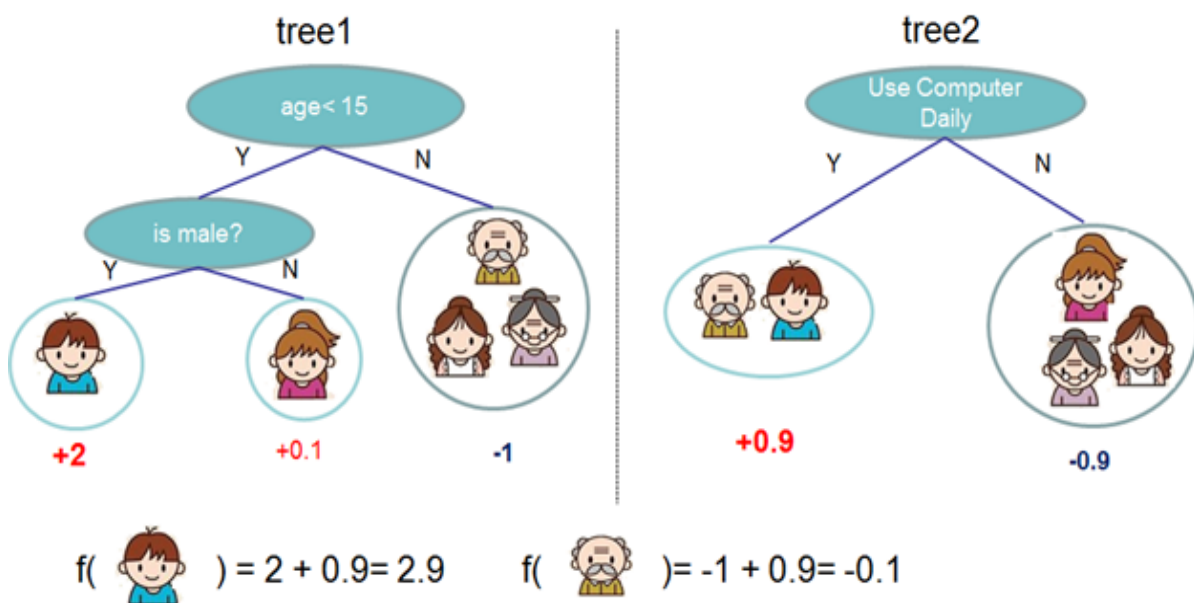 tree1
age< 15
Y
N
is male?
Y
N
+2
+0.1
-1
tree2
Use Computer
Daily
Y
N
+0.9
-0.9
f( ) = 2 + 0.9= 2.9
f( )= -1 + 0.9= -0.1